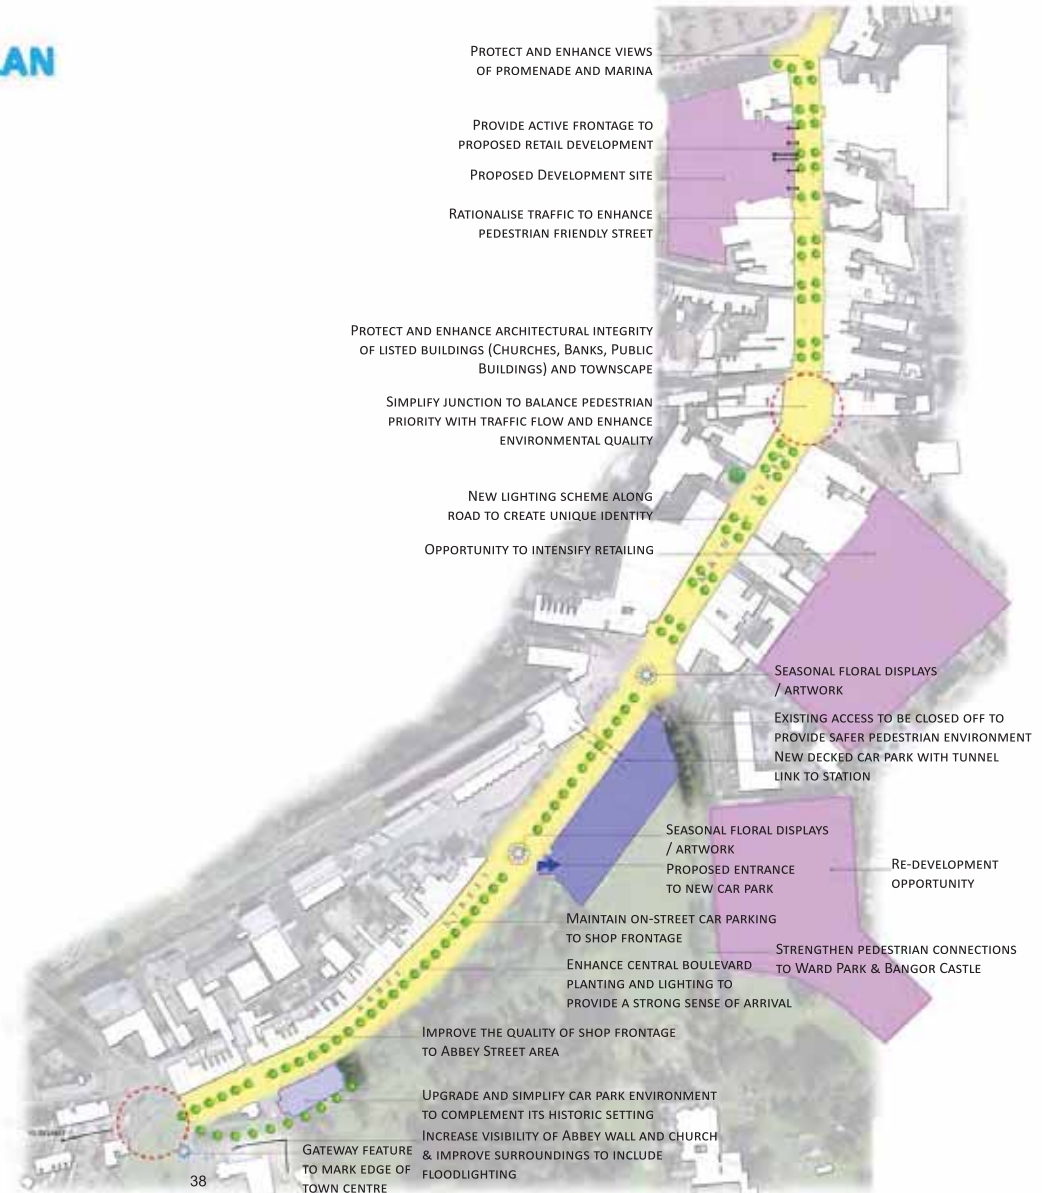 LAN
Protect and enhance views
of promenade and marina
Provide active frontage to
proposed retail development
Proposed Development site
Rationalise traffic to enhance
pedestrian friendly street
Protect and enhance architectural integrity
of listed buildings (Churches, Banks, Public
Buildings) and townscape
Simplify junction to balance pedestrian
priority with traffic flow and enhance
environmental quality
New lighting scheme along
road to create unique identity
Opportunity to intensify retailing
Seasonal floral displays
/ artwork
Existing access to be closed off to
provide safer pedestrian environment
New decked car park with tunnel
link to station
Seasonal floral displays
/ artwork
Proposed entrance
to new car park
Re-development
opportunity
Maintain on-street car parking
to shop frontage
Strengthen pedestrian connections
to Ward Park & Bangor Castle
Enhance central boulevard
planting and lighting to
provide a strong sense of arrival
Improve the quality of shop frontage
to Abbey Street area
Upgrade and simplify car park environment
to complement its historic setting
Increase visibility of Abbey wall and church
& improve surroundings to include
floodlighting
Gateway feature
to mark edge of
town centre
38